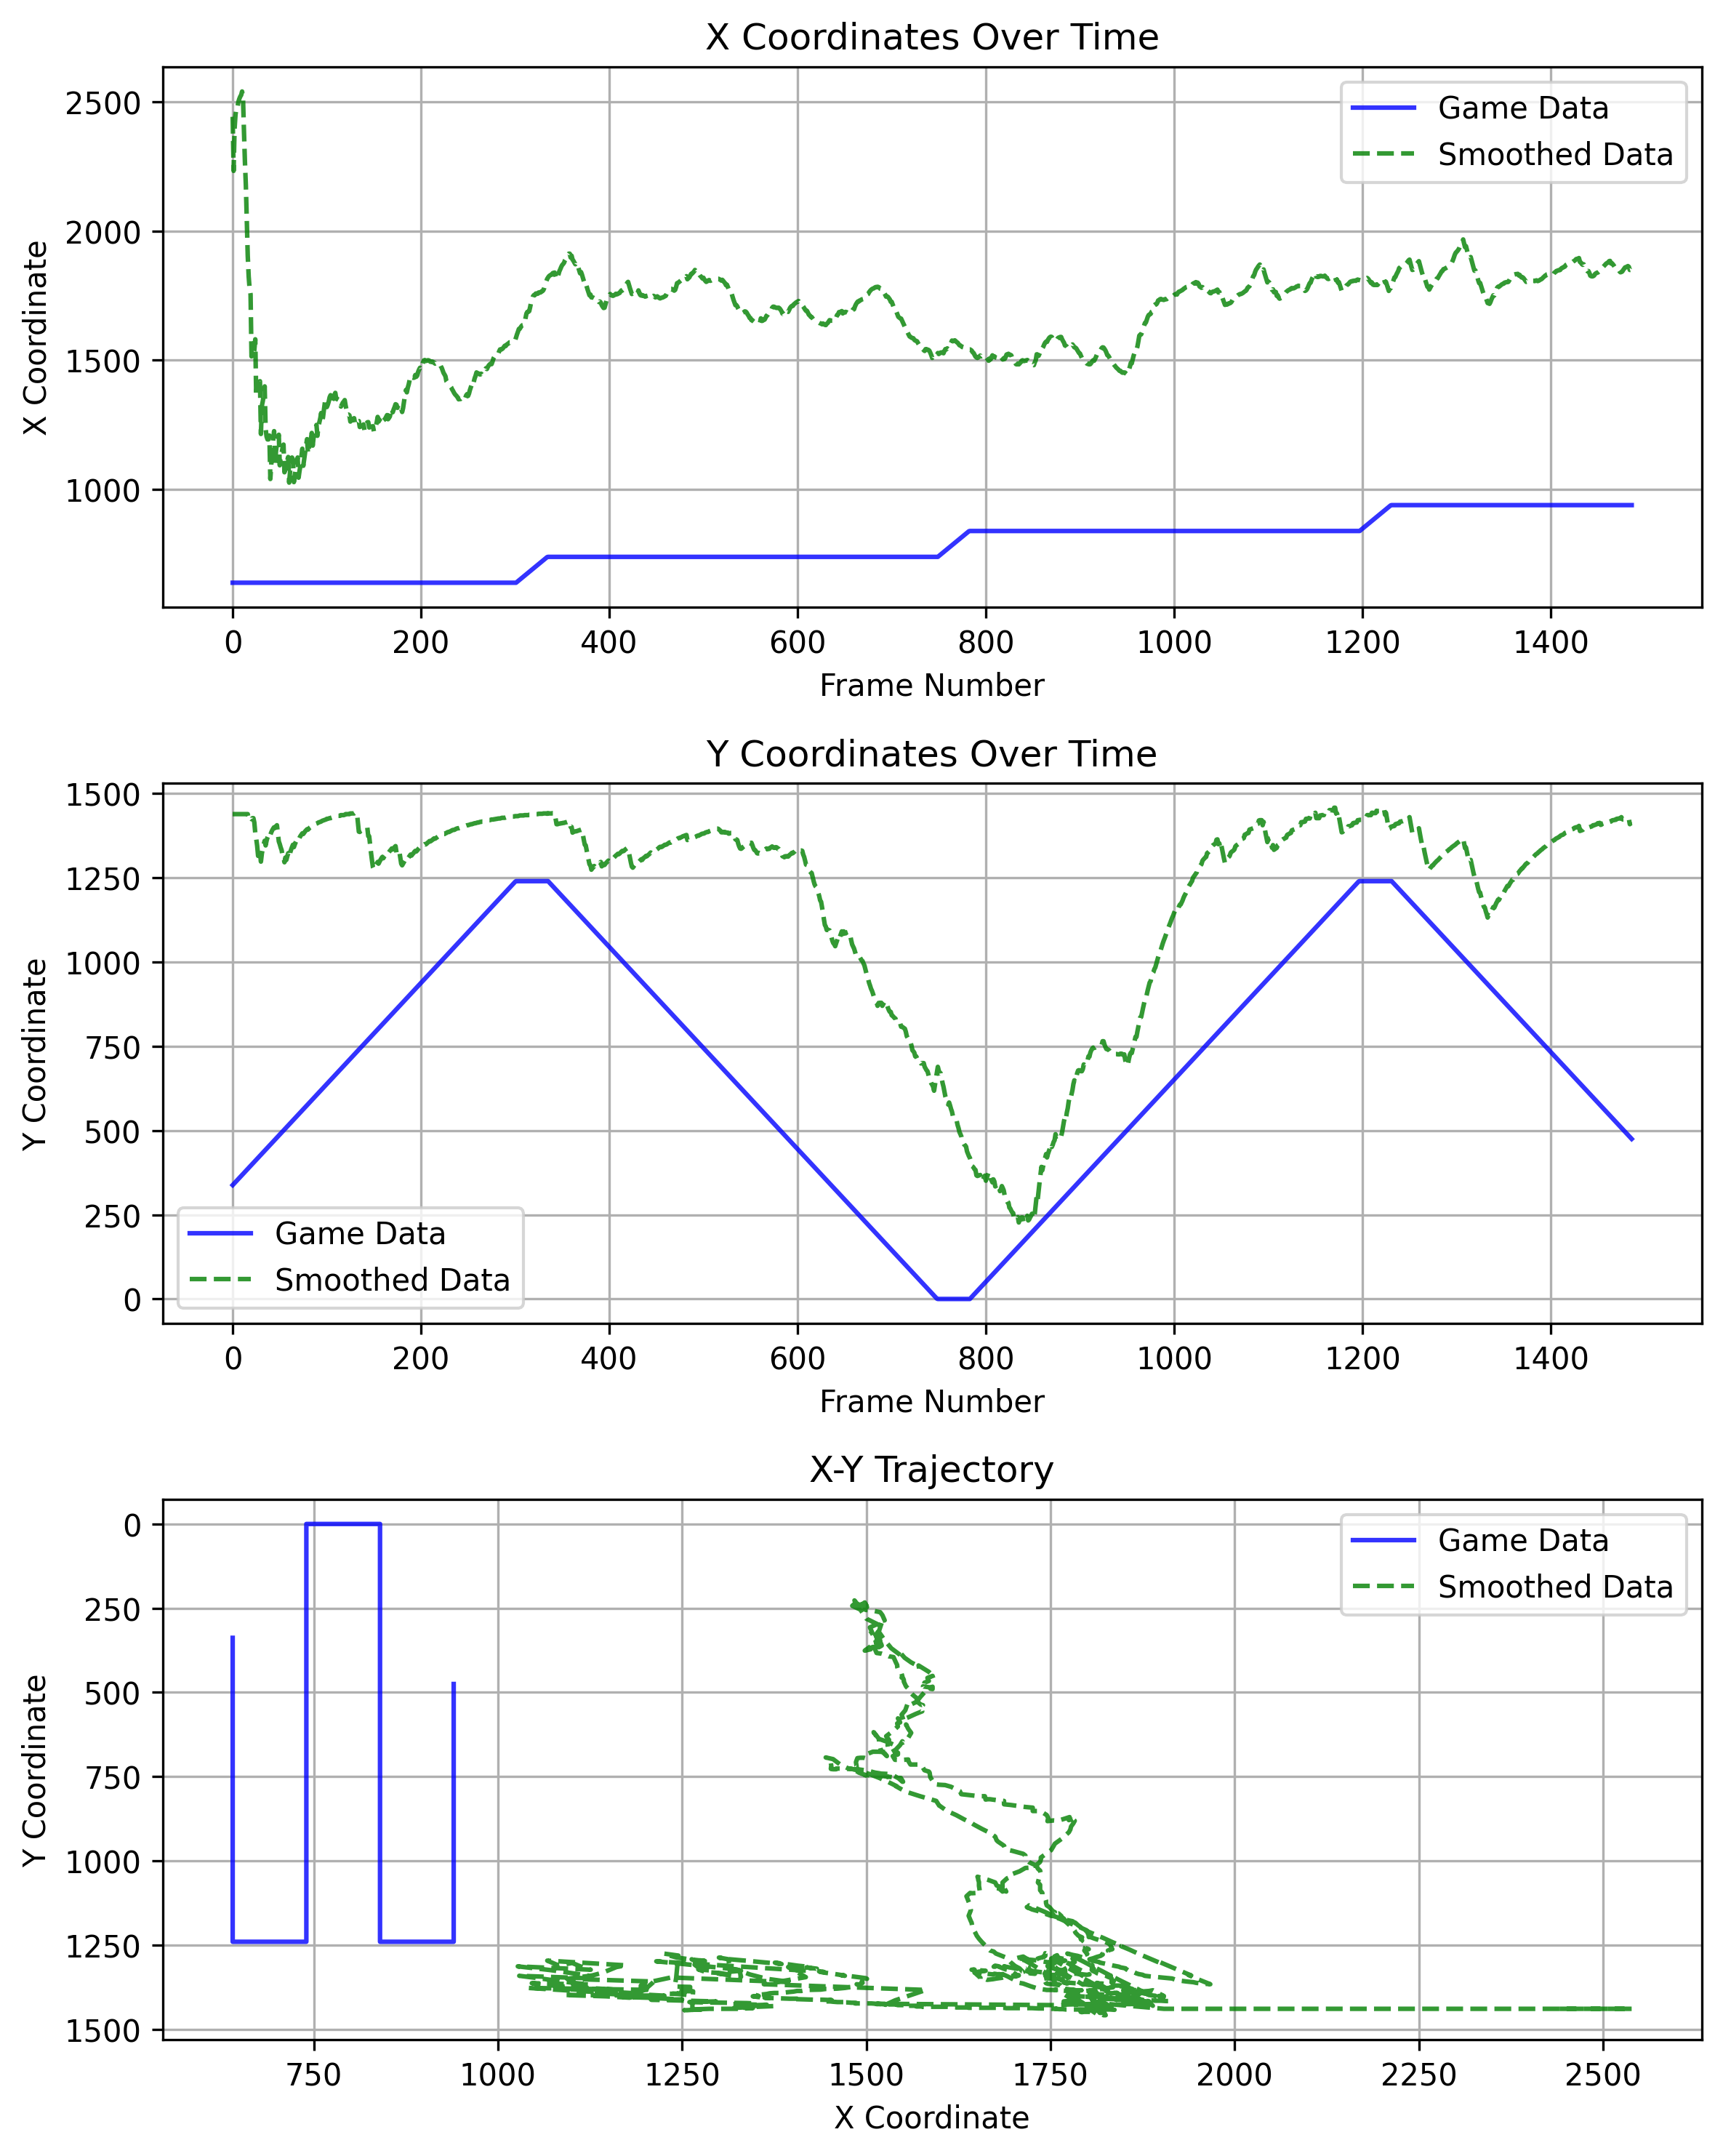 X Coordinates Over Time
2500
2000
1500
1000
X Coordinate
Game Data
Smoothed Data
0 200 400 600 800 1000 1200 1400
Frame Number
Y Coordinates Over Time
1500
1250
1000
750
500
250
0
Y Coordinate
Game Data
Smoothed Data
0 200 400 600 800 1000 1200 1400
Frame Number
X-Y Trajectory
0
250
500
750
1000
1250
1500
Y Coordinate
Game Data
Smoothed Data
750 1000 1250 1500 1750 2000 2250 2500
X Coordinate